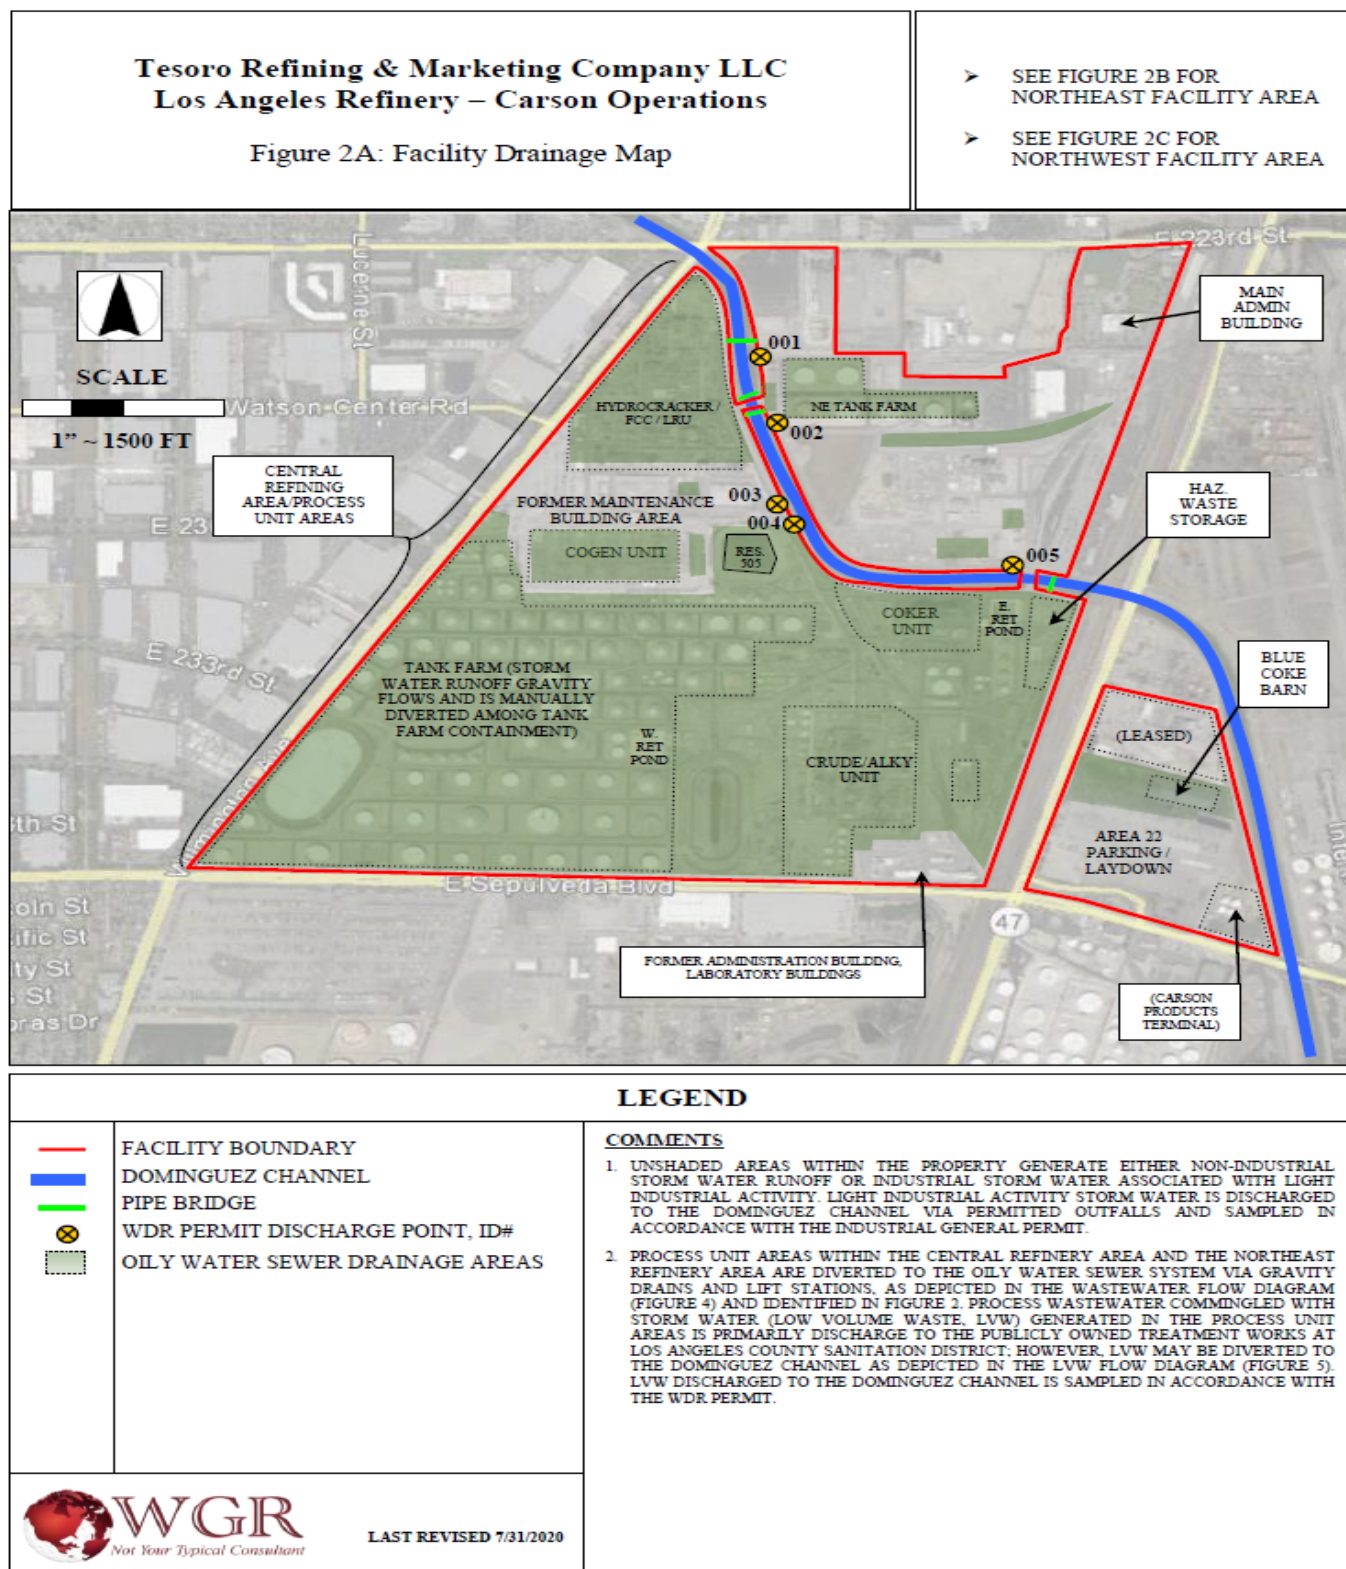 Tesoro Refining & Marketing Company LLC
Los Angeles Refinery – Carson Operations
Figure 2A: Facility Drainage Map
➢ SEE FIGURE 2B FOR
NORTHEAST FACILITY AREA
➢ SEE FIGURE 2C FOR
NORTHWEST FACILITY AREA
E 223rd St
Lucerne St
MAIN
ADMIN
BUILDING
SCALE
1” ~ 1500 FT
Watson Center Rd
001
HYDROCRACKER /
FCC / LRU
NE TANK FARM
002
CENTRAL
REFINING
AREA/PROCESS
UNIT AREAS
E 23
003
004
FORMER MAINTENANCE
BUILDING AREA
HAZ.
WASTE
STORAGE
COGEN UNIT
RES.
505
005
COKER
UNIT
E.
RET
POND
E 233rd St
TANK FARM (STORM
WATER RUNOFF GRAVITY
FLOWS AND IS MANUALLY
DIVERTED AMONG TANK
FARM CONTAINMENT)
W.
RET
POND
CRUDE/ALKY
UNIT
BLUE
COKE
BARN
(LEASED)
AREA 22
PARKING /
LAYDOWN
E Sepulveda Blvd
47
FORMER ADMINISTRATION BUILDING,
LABORATORY BUILDINGS
(CARSON
PRODUCTS
TERMINAL)
th St
oln St
ific St
ty St
s St
oras Dr
LEGEND
FACILITY BOUNDARY
DOMINGUEZ CHANNEL
PIPE BRIDGE
WDR PERMIT DISCHARGE POINT, ID#
OILY WATER SEWER DRAINAGE AREAS
COMMENTS
1. UNSHADED AREAS WITHIN THE PROPERTY GENERATE EITHER NON-INDUSTRIAL
STORM WATER RUNOFF OR INDUSTRIAL STORM WATER ASSOCIATED WITH LIGHT
INDUSTRIAL ACTIVITY. LIGHT INDUSTRIAL ACTIVITY STORM WATER IS DISCHARGED
TO THE DOMINGUEZ CHANNEL VIA PERMITTED OUTFALLS AND SAMPLED IN
ACCORDANCE WITH THE INDUSTRIAL GENERAL PERMIT.
2. PROCESS UNIT AREAS WITHIN THE CENTRAL REFINERY AREA AND THE NORTHEAST
REFINERY AREA ARE DIVERTED TO THE OILY WATER SEWER SYSTEM VIA GRAVITY
DRAINS AND LIFT STATIONS, AS DEPICTED IN THE WASTEWATER FLOW DIAGRAM
(FIGURE 4) AND IDENTIFIED IN FIGURE 2. PROCESS WASTEWATER COMMINGLED WITH
STORM WATER (LOW VOLUME WASTE, LVW) GENERATED IN THE PROCESS UNIT
AREAS IS PRIMARILY DISCHARGE TO THE PUBLICLY OWNED TREATMENT WORKS AT
LOS ANGELES COUNTY SANITATION DISTRICT; HOWEVER, LVW MAY BE DIVERTED TO
THE DOMINGUEZ CHANNEL AS DEPICTED IN THE LVW FLOW DIAGRAM (FIGURE 5).
LVW DISCHARGED TO THE DOMINGUEZ CHANNEL IS SAMPLED IN ACCORDANCE WITH
THE WDR PERMIT.
WGR
Not Your Typical Consultant
LAST REVISED 7/31/2020